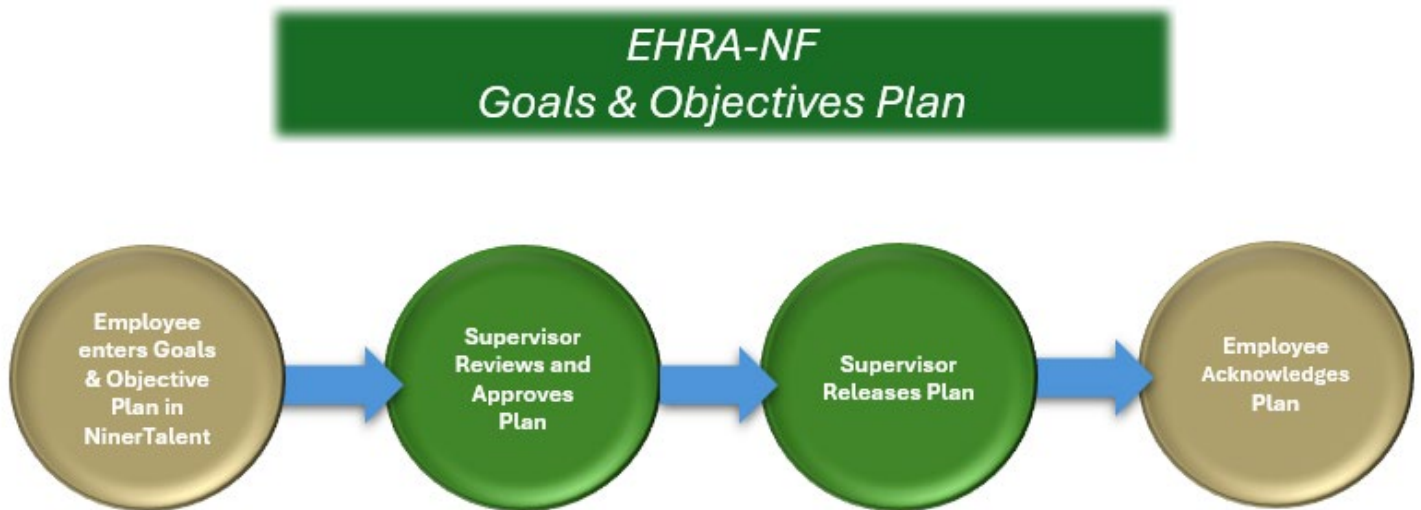 EHRA-NF
Goals & Objectives Plan
Employee
enters Goals
& Objective
Plan in
NinerTalent
Supervisor
Reviews and
Approves
Plan
Supervisor
Releases Plan
Employee
Acknowledges
Plan